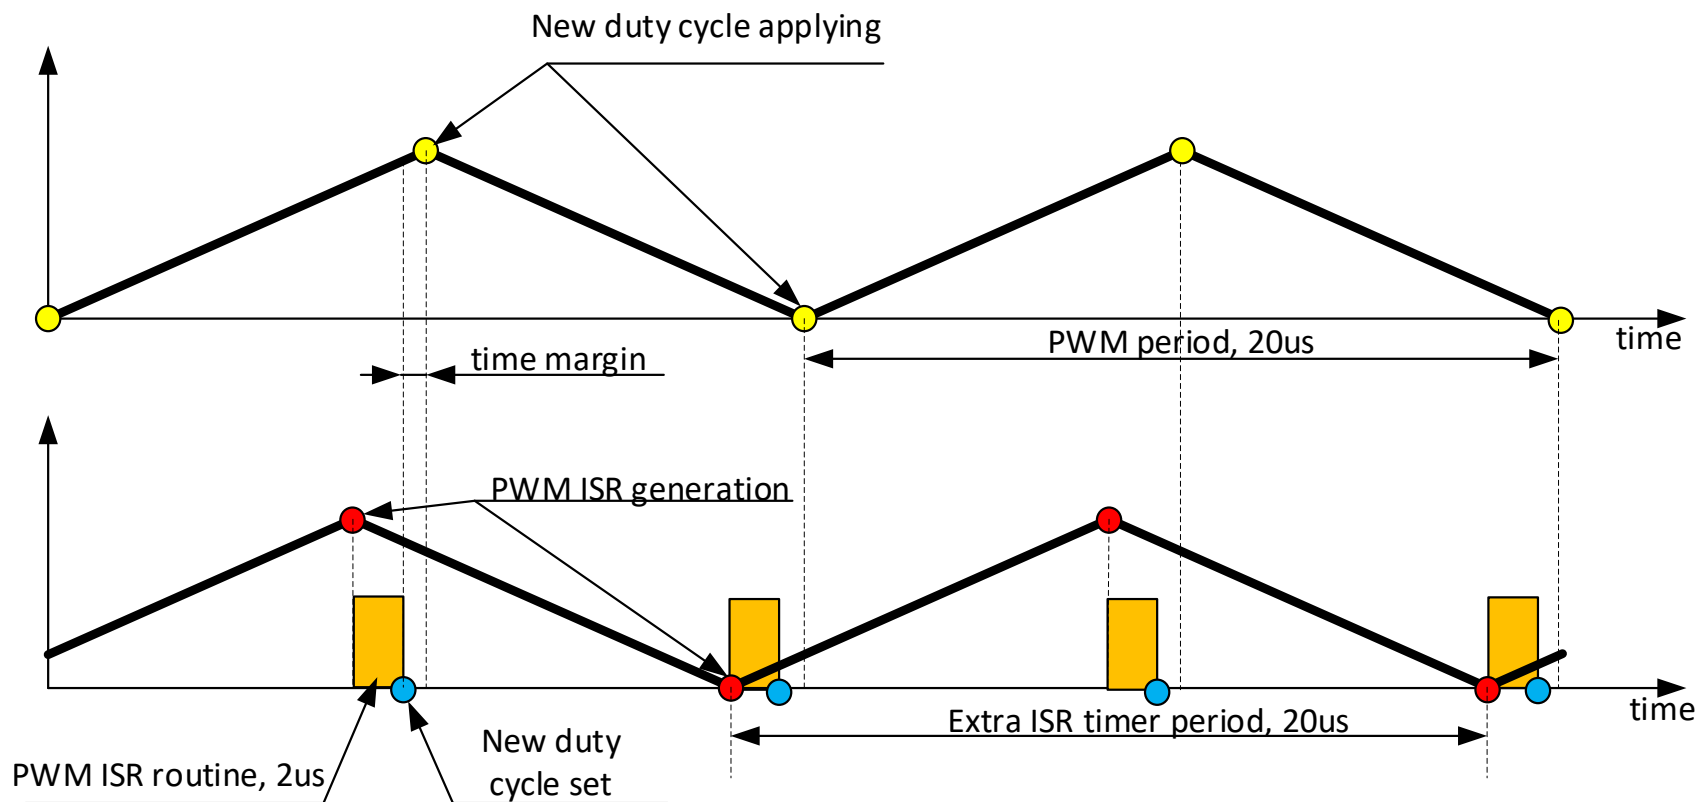 New duty cycle applying
time
PWM period, 20us
time margin
PWM ISR generation
time
Extra ISR timer period, 20us
New duty
cycle set
PWM ISR routine, 2us